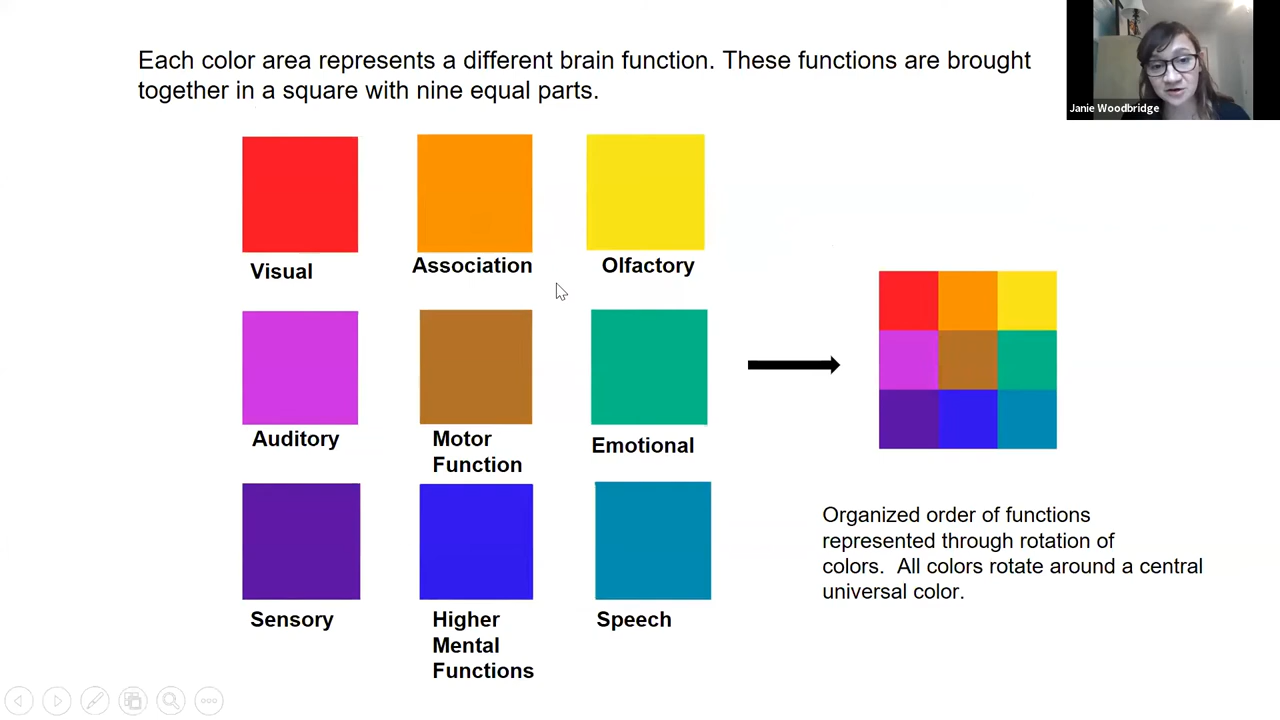 Each color area represents a different brain function. These functions are brought
together in a square with nine equal parts.
Janie Woodbridge
Visual
Association
Olfactory
Auditory
Motor
Function
Emotional
Sensory
Higher
Mental
Functions
Speech
Organized order of functions
represented through rotation of
colors. All colors rotate around a central
universal color.